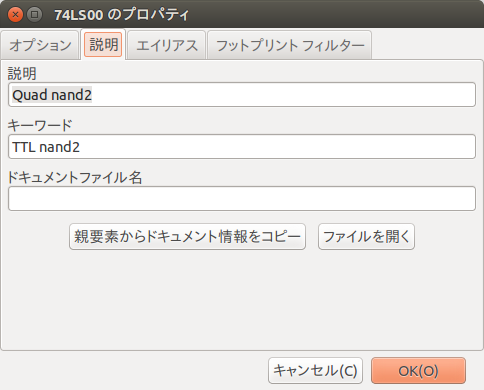 74LS00 のプロパティ
オプション 説明 エイリアス フットプリント フィルター
説明
Quad nand2
キーワード
TTL nand2
ドキュメントファイル名
親要素からドキュメント情報をコピー ファイルを開く
キャンセル(C) OK(O)